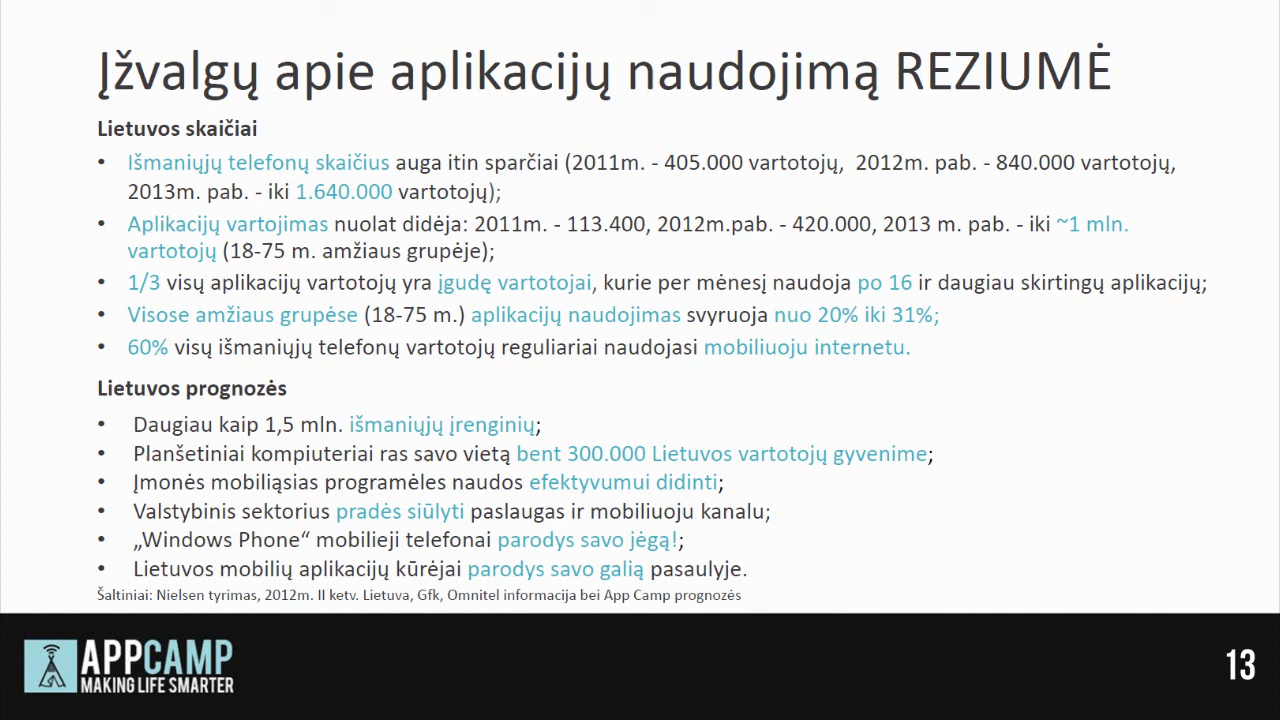 Įžvalgų apie aplikacijų naudojimą REZIUMĖ
Lietuvos skaičiai
• Išmaniųjų telefonų skaičius auga itin sparčiai (2011m. - 405.000 vartotojų, 2012m. pab. - 840.000 vartotojų,
2013m. pab. - iki 1.640.000 vartotojų);
• Aplikacijų vartojimas nuolat didėja: 2011m. - 113.400, 2012m.pab. - 420.000, 2013 m. pab. - iki ~1 mln.
vartotojų (18-75 m. amžiaus grupėje);
• 1/3 visų aplikacijų vartotojų yra įgudę vartotojai, kurie per mėnesį naudoja po 16 ir daugiau skirtingų aplikacijų;
• Visose amžiaus grupėse (18-75 m.) aplikacijų naudojimas svyruoja nuo 20% iki 31%;
• 60% visų išmaniųjų telefonų vartotojų reguliariai naudojasi mobiliuoju internetu.
Lietuvos prognozės
• Daugiau kaip 1,5 mln. išmaniųjų įrenginių;
• Planšetiniai kompiuteriai ras savo vietą bent 300.000 Lietuvos vartotojų gyvenime;
• Įmonės mobiliąsias programėles naudos efektyvumui didinti;
• Valstybinis sektorius pradės siūlyti paslaugas ir mobiliuoju kanalu;
• „Windows Phone“ mobilieji telefonai parodys savo jėgą!;
• Lietuvos mobilių aplikacijų kūrėjai parodys savo galią pasaulyje.
Šaltiniai: Nielsen tyrimas, 2012m. II ketv. Lietuva, Gfk, Omnitel informacija bei App Camp prognozės
APPCAMP
MAKING LIFE SMARTER
13